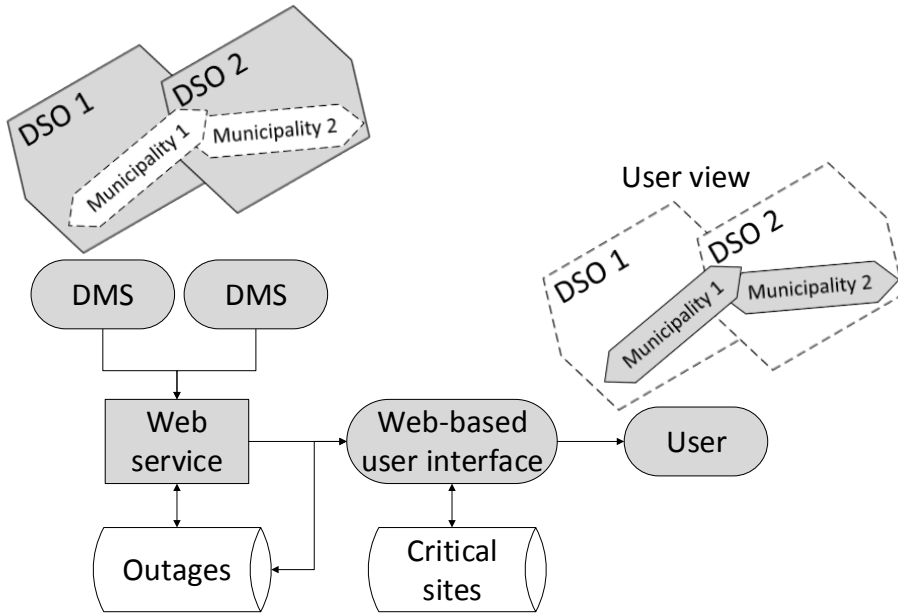 DSO 1
DSO 2
Municipality 1
Municipality 2
User view
DSO 1
DSO 2
Municipality 1
Municipality 2
DMS
DMS
Web
service
Web-based
user interface
User
Outages
Critical
sites